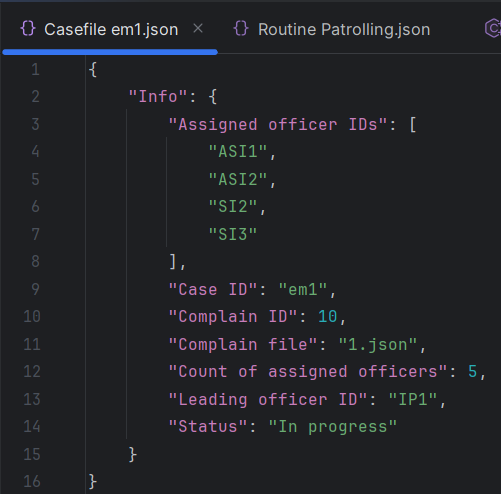 Casefile em1.json
Routine Patrolling.json
1 {
2 "Info": {
3 "Assigned officer IDs": [
4 "ASI1",
5 "ASI2",
6 "SI2",
7 "SI3"
8 ],
9 "Case ID": "em1",
10 "Complain ID": 10,
11 "Complain file": "1.json",
12 "Count of assigned officers": 5,
13 "Leading officer ID": "IP1",
14 "Status": "In progress"
15 }
16 }